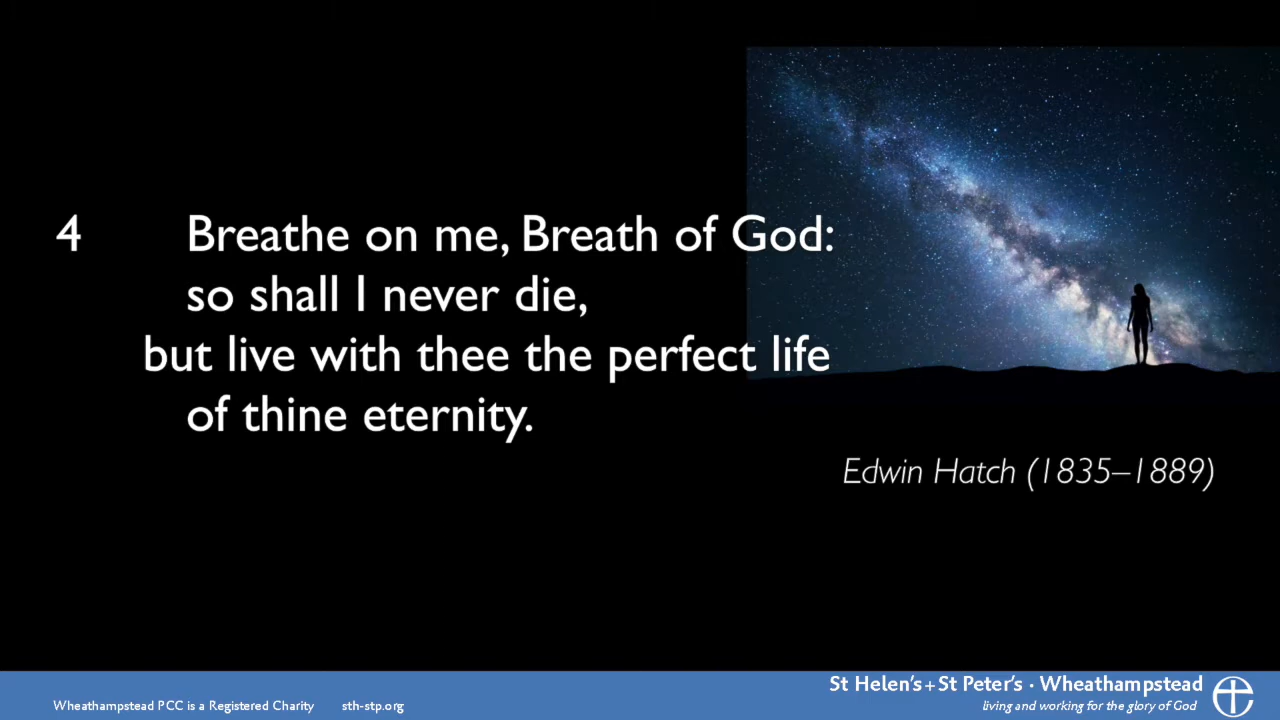 4 Breathe on me, Breath of God:
so shall I never die,
but live with thee the perfect life
of thine eternity.
Edwin Hatch (1835–1889)
St Helen's+St Peter's · Wheathampstead
living and working for the glory of God
Wheathampstead PCC is a Registered Charity sth-stp.org